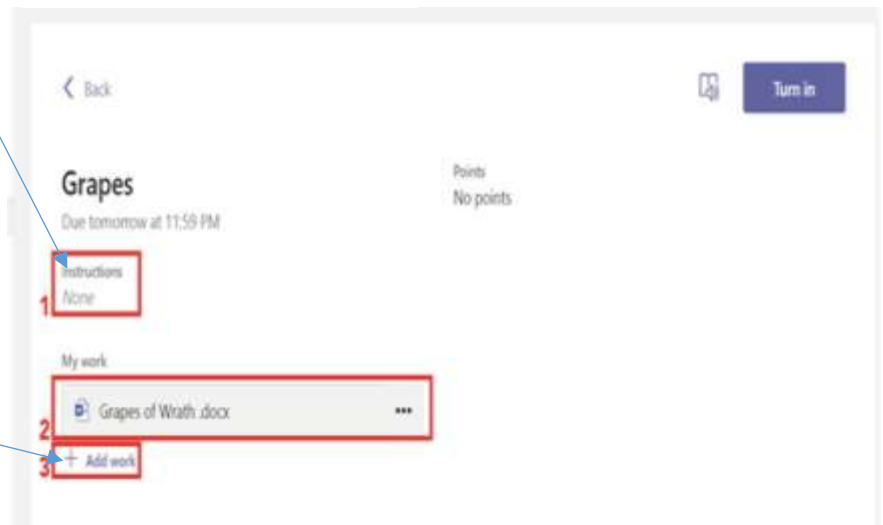 Back
Turn in
Grapes
Due tomorrow at 11:59 PM
Points
No points
Instructions
None
1
My work
Grapes of Wrath .docx
•••
2
+ Add work
3